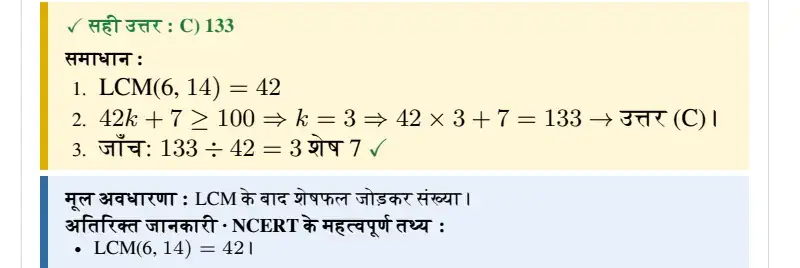 ✓ सही उत्तर : C) 133
समाधान :
1. LCM(6, 14) = 42
2. 42k + 7 ≥ 100 ⇒ k = 3 ⇒ 42 × 3 + 7 = 133 → उत्तर (C)।
3. जाँच: 133 ÷ 42 = 3 शेष 7 ✓
मूल अवधारणा : LCM के बाद शेषफल जोड़कर संख्या।
अतिरिक्त जानकारी · NCERT के महत्वपूर्ण तथ्य :
• LCM(6, 14) = 42।